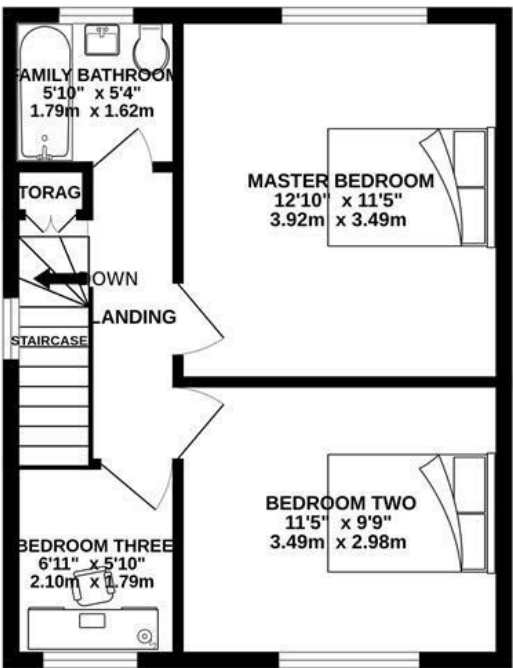 FAMILY BATHROOM
5'10" x 5'4"
1.79m x 1.62m
TORAG
MASTER BEDROOM
12'10" x 11'5"
3.92m x 3.49m
DOWN
LANDING
STAIRCASE
BEDROOM TWO
11'5" x 9'9"
3.49m x 2.98m
BEDROOM THREE
6'11" x 5'10"
2.10m x 1.79m